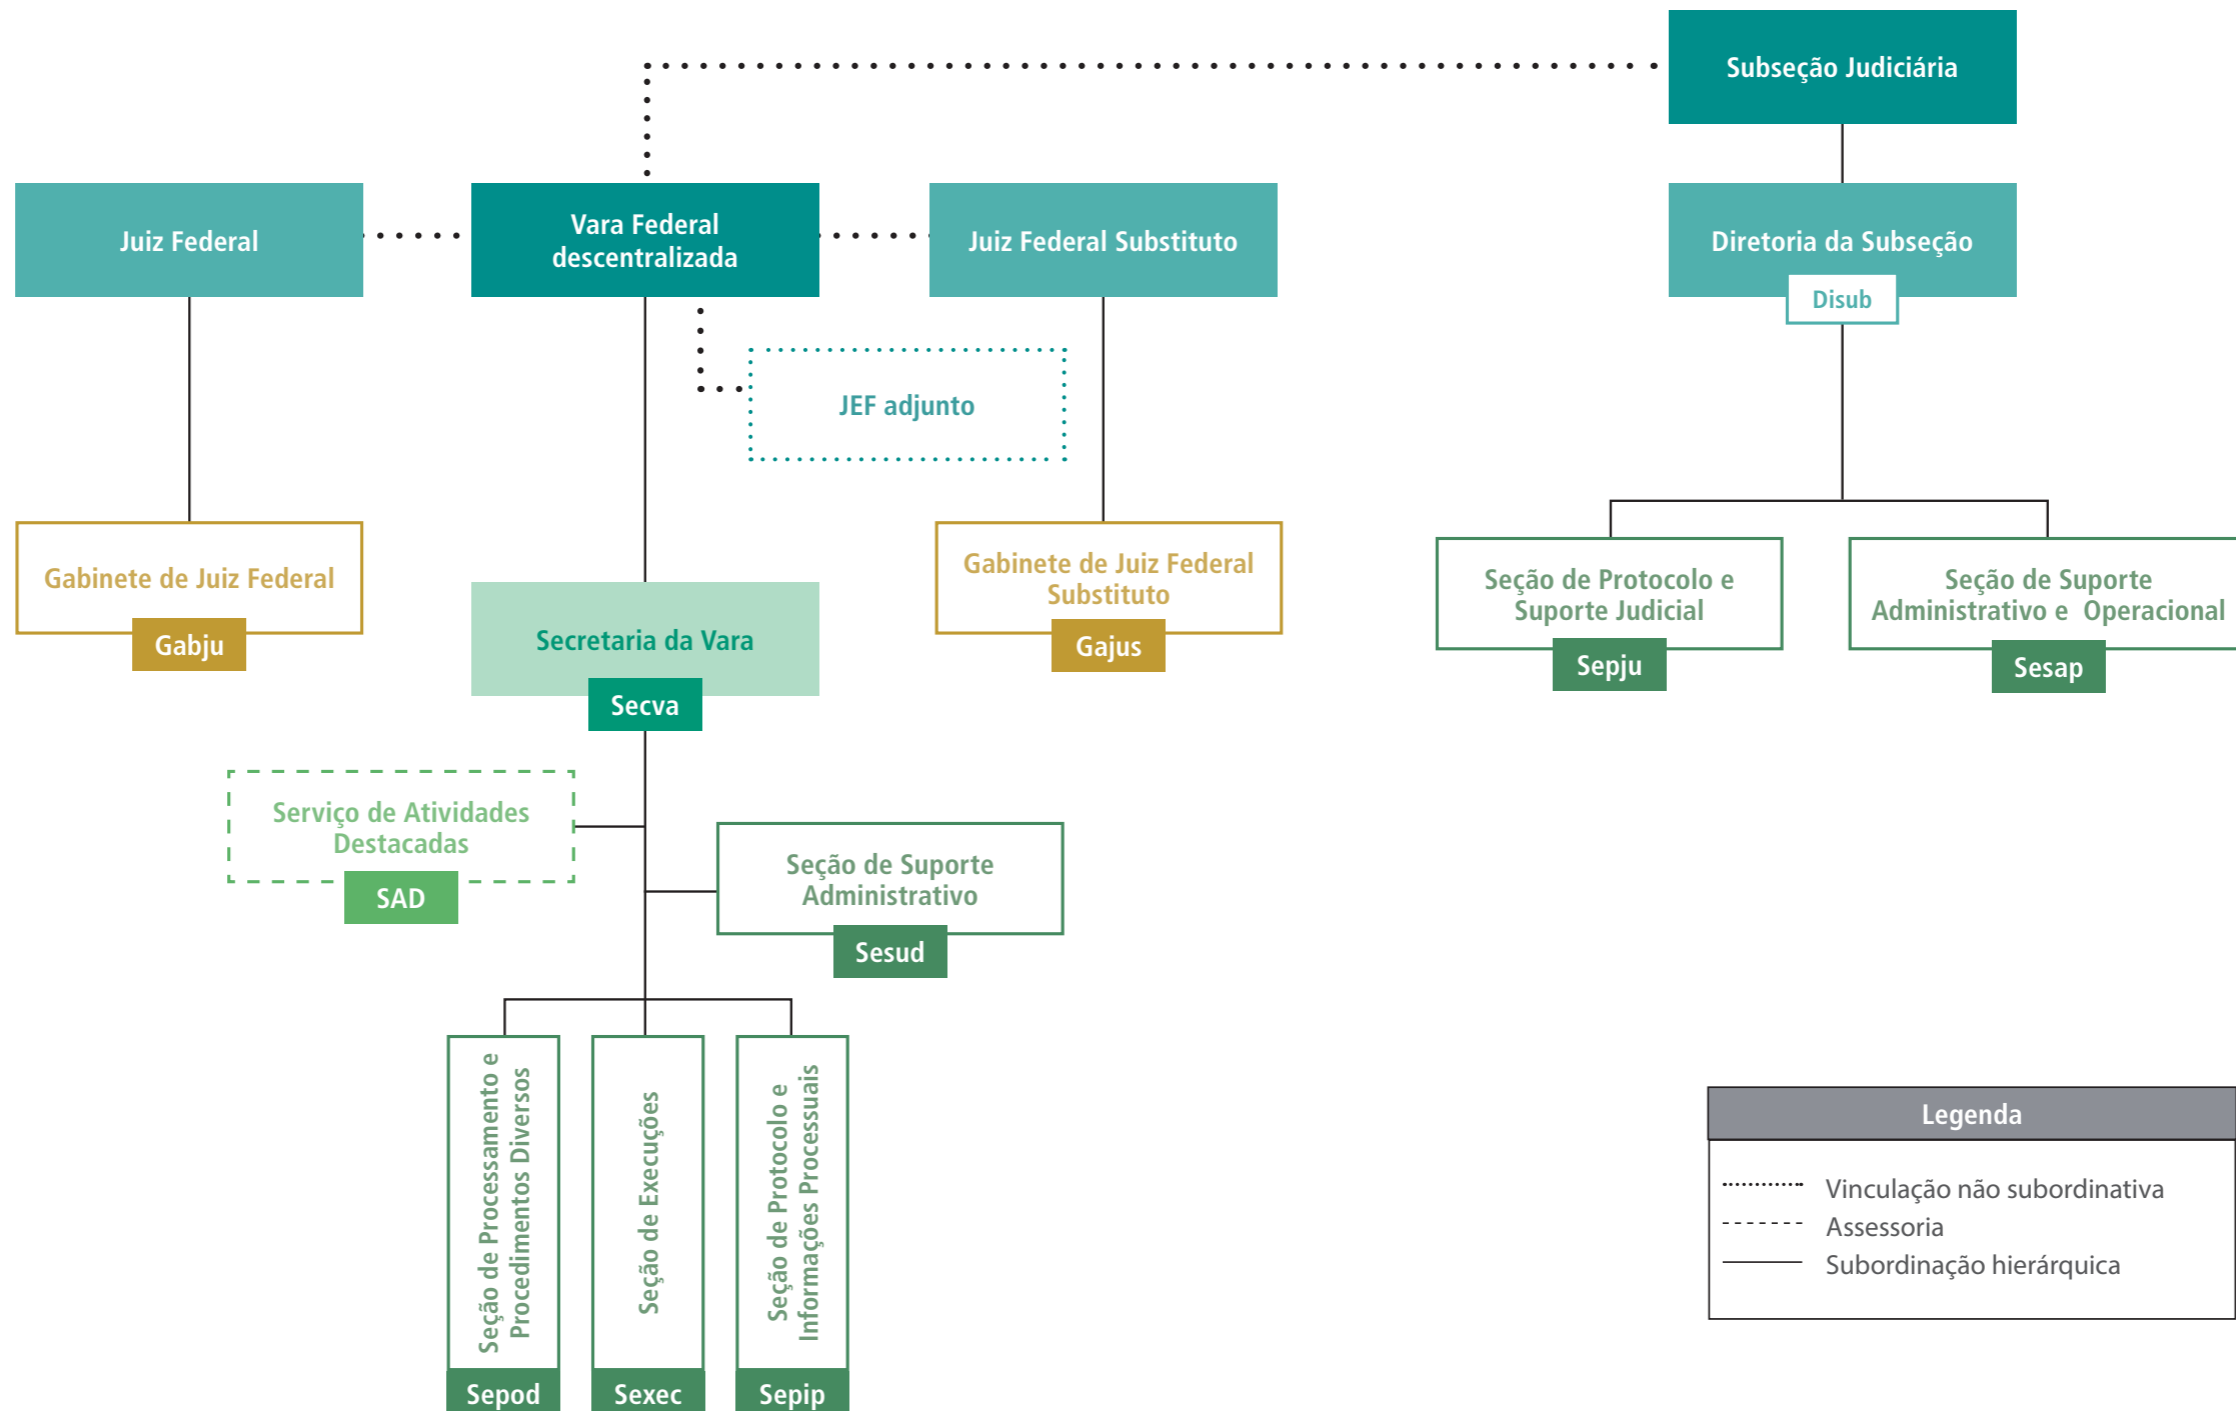 Subseção Judiciária
Juiz Federal
Vara Federal
descentralizada
Juiz Federal Substituto
Diretoria da Subseção
Disub
JEF adjunto
Gabinete de Juiz Federal
Gabju
Gabinete de Juiz Federal
Substituto
Gajus
Seção de Protocolo e
Suporte Judicial
Sepju
Seção de Suporte
Administrativo e Operacional
Sesap
Secretaria da Vara
Secva
Serviço de Atividades
Destacadas
SAD
Seção de Suporte
Administrativo
Sesud
Seção de Processamento e
Procedimentos Diversos
Sepod
Seção de Execuções
Sexec
Seção de Protocolo e
Informações Processuais
Sepip
Legenda
Vinculação não subordinativa
Assessoria
Subordinação hierárquica